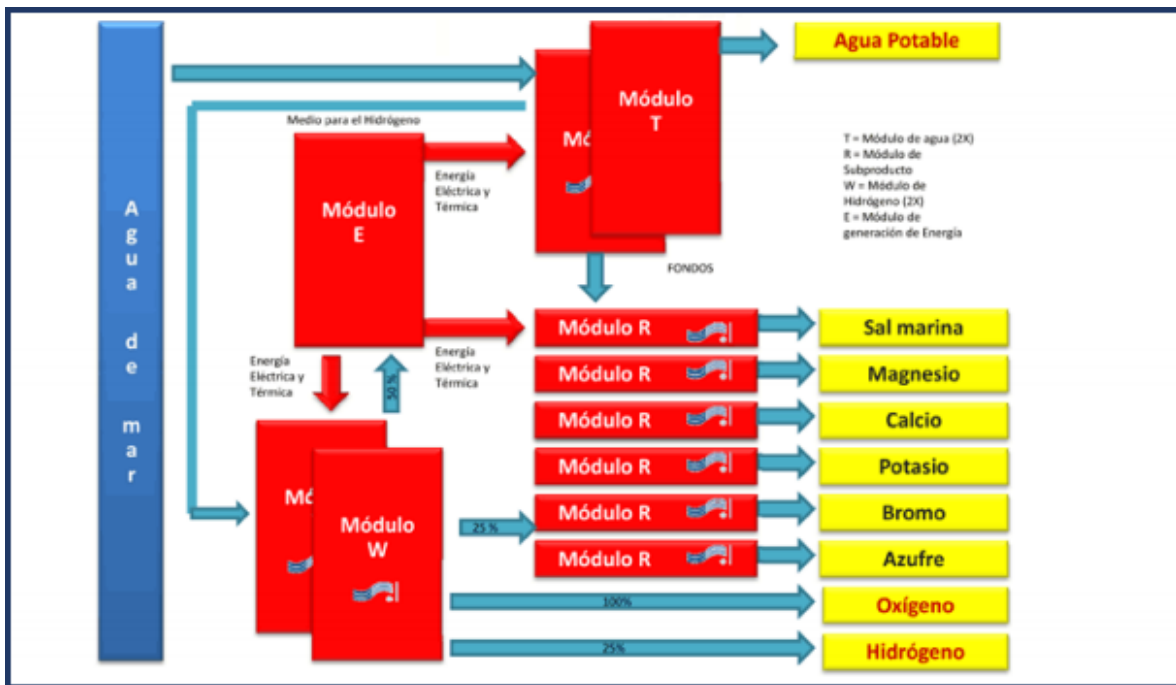 Agua de mar
Agua Potable
Módulo
T
Mó
Medio para el Hidrógeno
Módulo
E
Energía
Eléctrica y
Térmica
T = Módulo de agua (2X)
R = Módulo de
Subproducto
W = Módulo de
Hidrógeno (2X)
E = Módulo de
generación de Energía
FONDOS
Energía
Eléctrica y
Térmica
Energía
Eléctrica y
Térmica
50 %
Módulo R
Sal marina
Módulo R
Magnesio
Módulo R
Calcio
Módulo R
Potasio
Módulo R
Bromo
Módulo R
Azufre
Mó
Módulo
W
25 %
100%
Oxígeno
25%
Hidrógeno